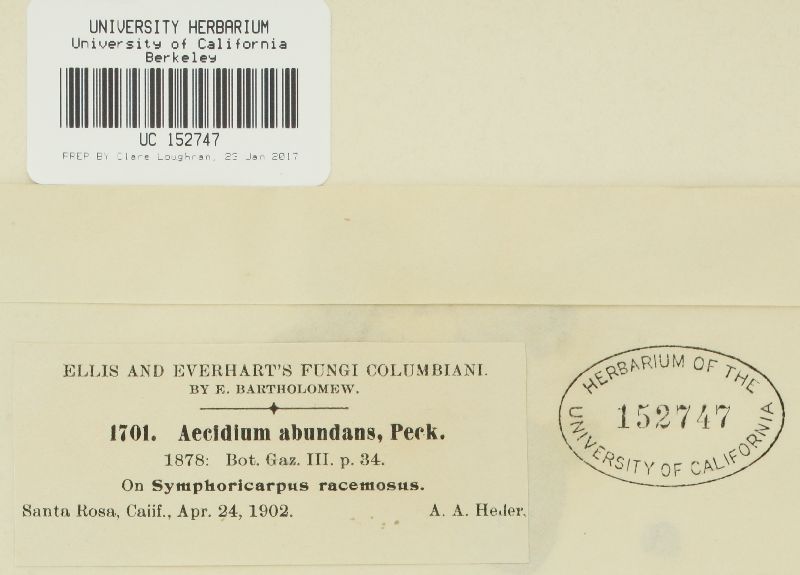 UNIVERSITY HERBARIUM
University of California
Berkeley
UC 152747
PREP BY Clare Loughran, 23 Jan 2017
ELLIS AND EVERHART'S FUNGI COLUMBIANI.
BY E. BARTHOLOMEW.
1701. Aecidium abundans, Peck.
1878: Bot. Gaz. III. p. 34.
On Symphoricarpus racemosus.
Santa Rosa, Calif., Apr. 24, 1902. A. A. Heller.
HERBARIUM OF THE
152747
UNIVERSITY OF CALIFORNIA